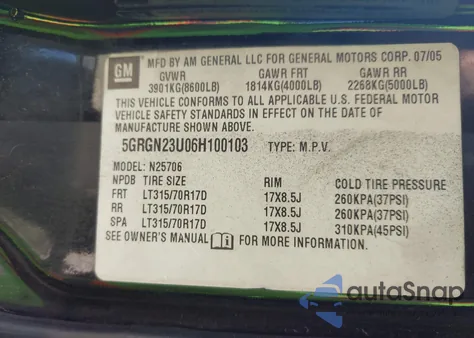 GM
MFD BY AM GENERAL LLC FOR GENERAL MOTORS CORP. 07/05
GVWR GAWR FRT GAWR RR
3901KG(8600LB) 1814KG(4000LB) 2268KG(5000LB)
THIS VEHICLE CONFORMS TO ALL APPLICABLE U.S. FEDERAL MOTOR
VEHICLE SAFETY STANDARDS IN EFFECT ON THE DATE OF
MANUFACTURE SHOWN ABOVE.
5GRGN23U06H100103 TYPE: M.P.V.
MODEL: N25706
NPDB TIRE SIZE RIM COLD TIRE PRESSURE
FRT LT315/70R17D 17X8.5J 260KPA(37PSI)
RR LT315/70R17D 17X8.5J 260KPA(37PSI)
SPA LT315/70R17D 17X8.5J 310KPA(45PSI)
SEE OWNER'S MANUAL FOR MORE INFORMATION.
autoSnap